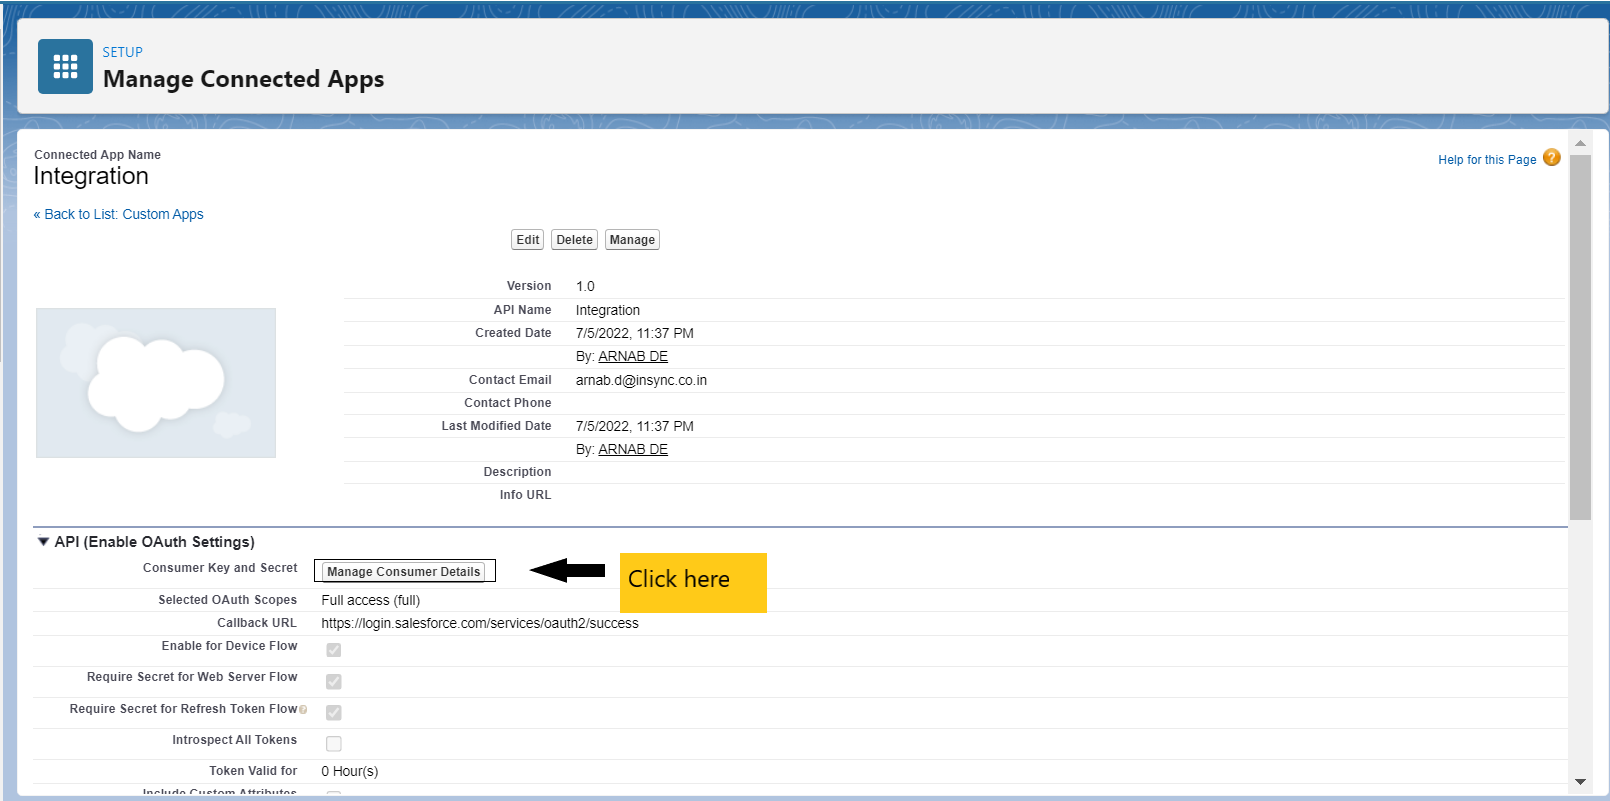 SETUP
Manage Connected Apps
Connected App Name
Integration
Help for this Page ?
« Back to List: Custom Apps
Edit Delete Manage
Version 1.0
API Name Integration
Created Date 7/5/2022, 11:37 PM
By: ARNAB DE
Contact Email arnab.d@insync.co.in
Contact Phone
Last Modified Date 7/5/2022, 11:37 PM
By: ARNAB DE
Description
Info URL
API (Enable OAuth Settings)
Consumer Key and Secret Manage Consumer Details
Click here
Selected OAuth Scopes Full access (full)
Callback URL https://login.salesforce.com/services/oauth2/success
Enable for Device Flow
Require Secret for Web Server Flow
Require Secret for Refresh Token Flow ?
Introspect All Tokens
Token Valid for 0 Hour(s)
Include Custom Attributes